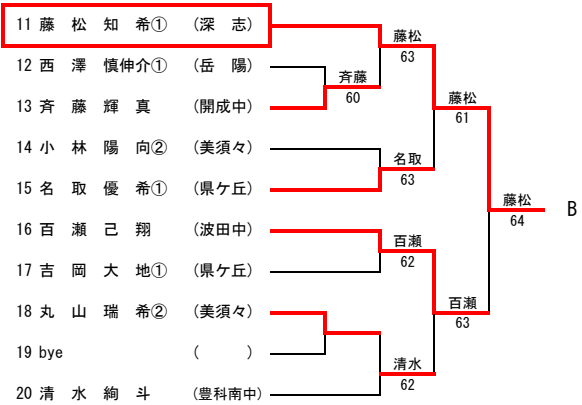 11 藤 松 知 希① (深 志)
12 西 澤 慎伸介① (岳 陽)
13 斉 藤 輝 真 (開成中)
14 小 林 陽 向② (美須々)
15 名 取 優 希① (県ケ丘)
16 百 瀬 己 翔 (波田中)
17 吉 岡 大 地① (県ケ丘)
18 丸 山 瑞 希② (美須々)
19 bye ( )
20 清 水 絢 斗 (豊科南中)
斉藤
60
藤松
63
名取
63
百瀬
62
清水
62
藤松
61
百瀬
63
藤松
64
B